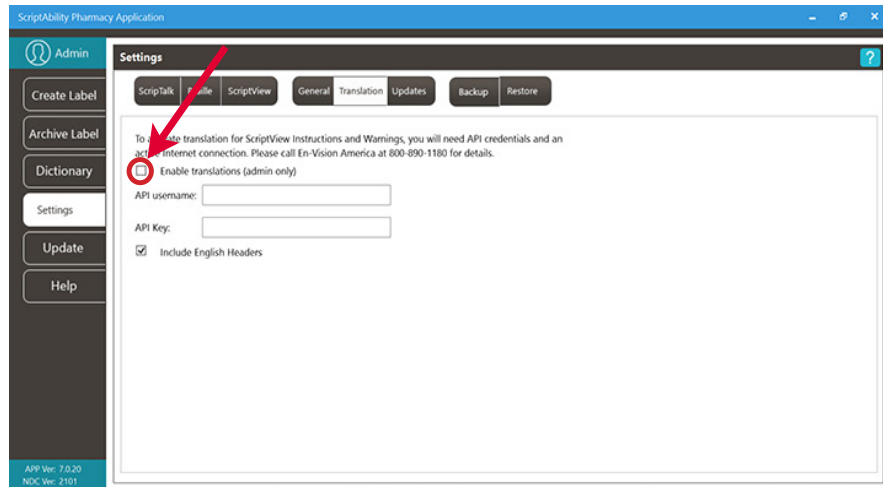 ScriptAbility Pharmacy Application
Admin
Settings
?
Create Label
Archive Label
Dictionary
Settings
Update
Help
ScripTalk
ScriptView
General
Translation
Updates
Backup
Restore
To translation for ScriptView Instructions and Warnings, you will need API credentials and an
internet connection. Please call En-Vision America at 800-890-1180 for details.
Enable translations (admin only)
API username:
API Key:
Include English Headers
APP Ver: 7.0.20
NDC Ver: 2101